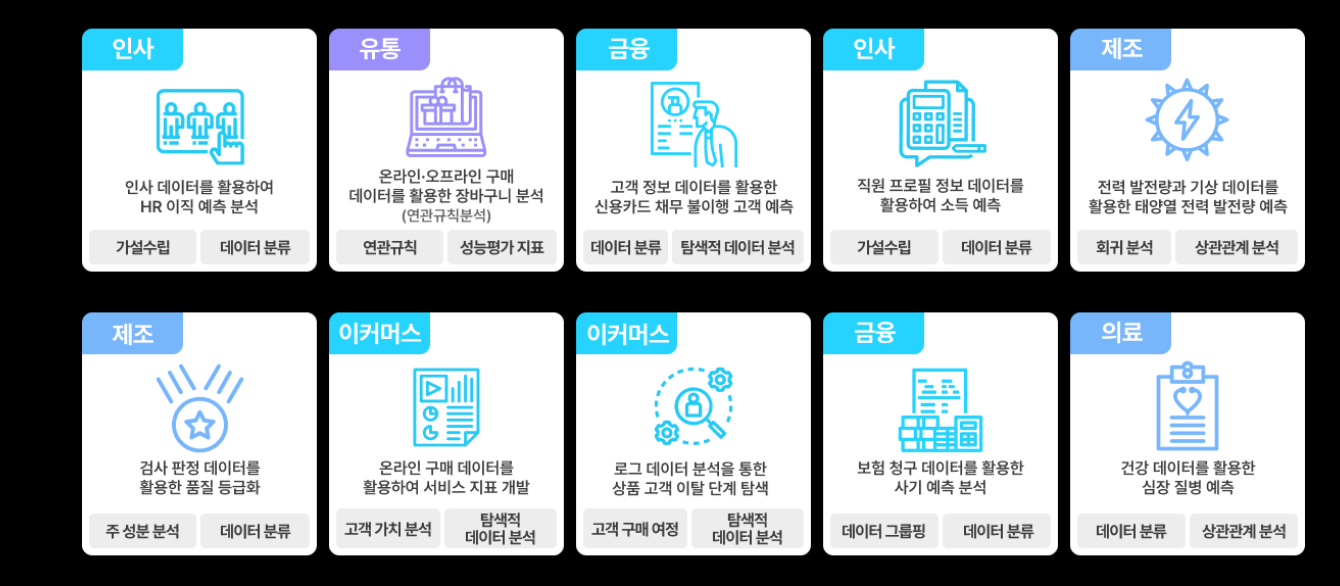 인사
인사 데이터를 활용하여
HR 이직 예측 분석
가설수립
데이터 분류
유통
온라인·오프라인 구매
데이터를 활용한 장바구니 분석
(연관규칙분석)
연관규칙
성능평가 지표
금융
고객 정보 데이터를 활용한
신용카드 채무 불이행 고객 예측
데이터 분류
탐색적 데이터 분석
인사
직원 프로필 정보 데이터를
활용하여 소득 예측
가설수립
데이터 분류
제조
전력 발전량과 기상 데이터를
활용한 태양열 전력 발전량 예측
회귀 분석
상관관계 분석
제조
검사 판정 데이터를
활용한 품질 등급화
주 성분 분석
데이터 분류
이커머스
온라인 구매 데이터를
활용하여 서비스 지표 개발
고객 가치 분석
탐색적
데이터 분석
이커머스
로그 데이터 분석을 통한
상품 고객 이탈 단계 탐색
고객 구매 여정
탐색적
데이터 분석
금융
보험 청구 데이터를 활용한
사기 예측 분석
데이터 그룹핑
데이터 분류
의료
건강 데이터를 활용한
심장 질병 예측
데이터 분류
상관관계 분석